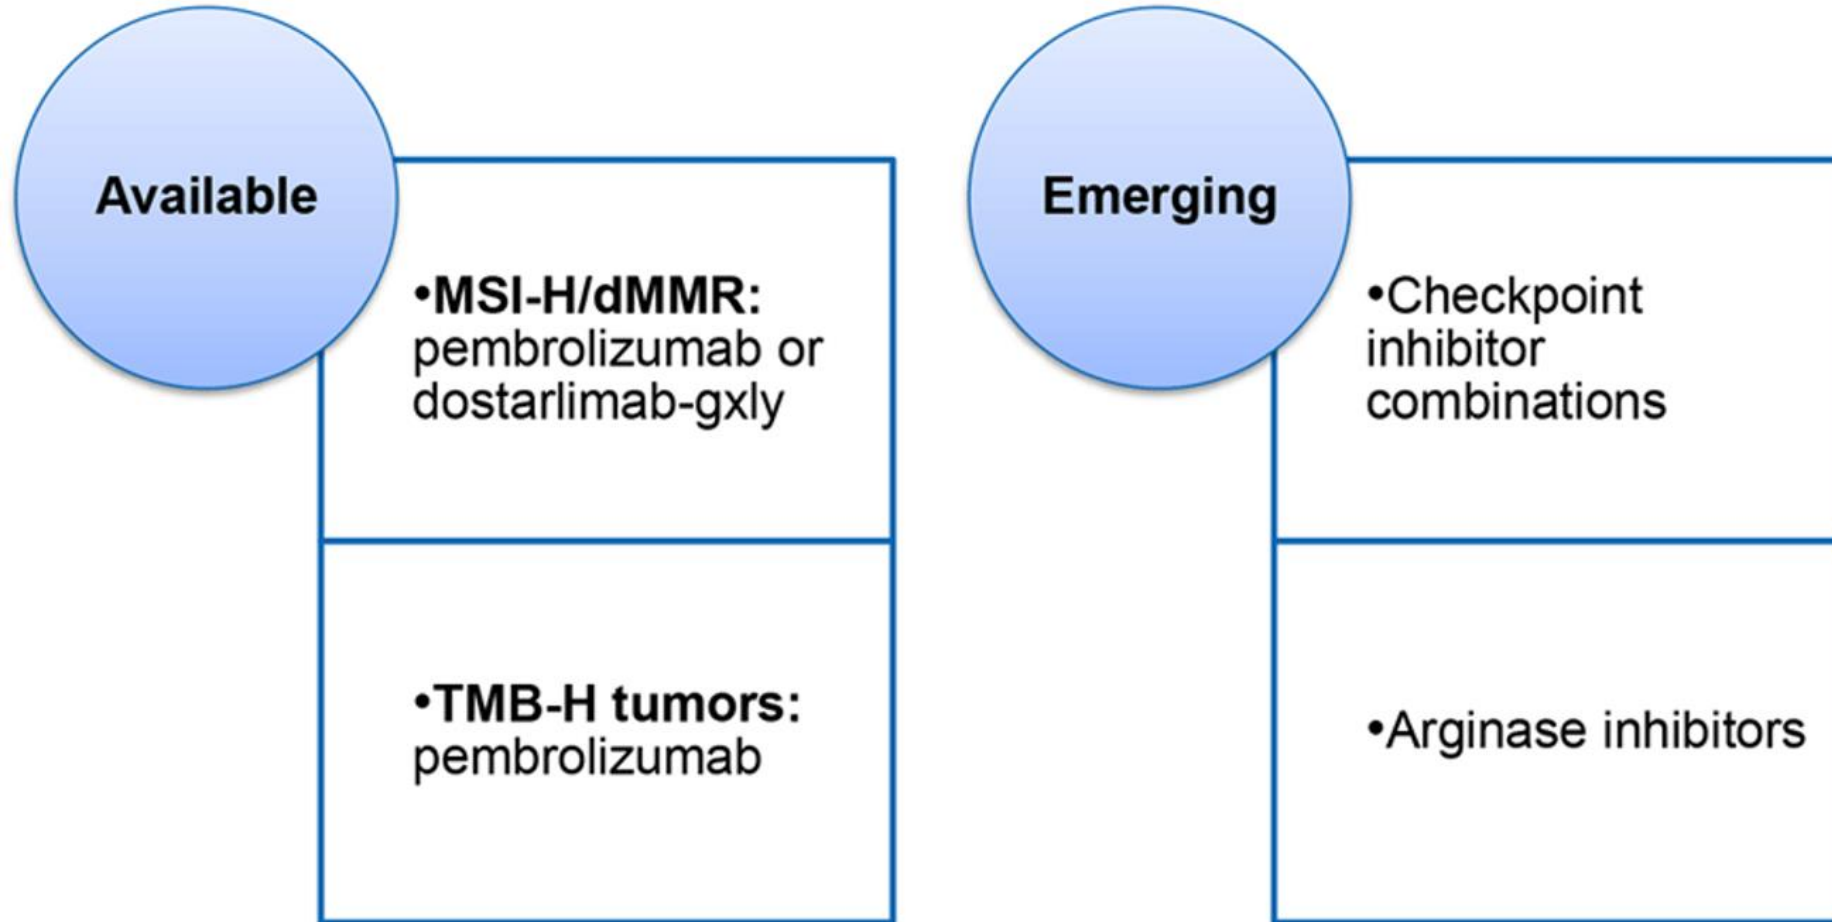 Available
•MSI-H/dMMR:
pembrolizumab or
dostarlimab-gxly
•TMB-H tumors:
pembrolizumab
Emerging
•Checkpoint
inhibitor
combinations
•Arginase inhibitors